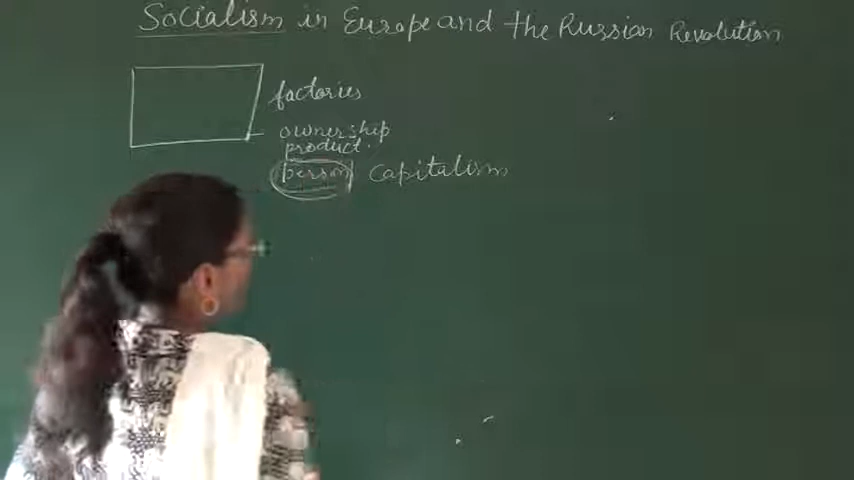 Socialism in Europe and the Russian Revolution
factories
ownership
product.
person capitalism